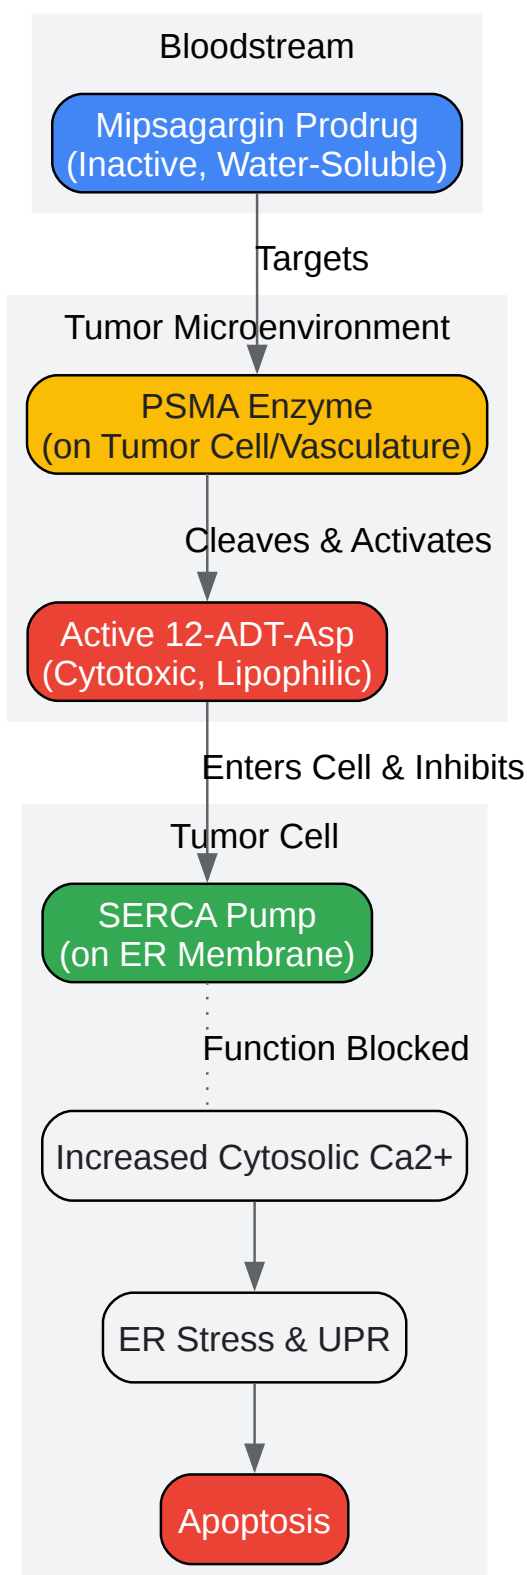 Bloodstream
Mipsagargin Prodrug
(Inactive, Water-Soluble)
Targets
Tumor Microenvironment
PSMA Enzyme
(on Tumor Cell/Vasculature)
Cleaves & Activates
Active 12-ADT-Asp
(Cytotoxic, Lipophilic)
Enters Cell & Inhibits
Tumor Cell
SERCA Pump
(on ER Membrane)
Function Blocked
Increased Cytosolic Ca2+
ER Stress & UPR
Apoptosis